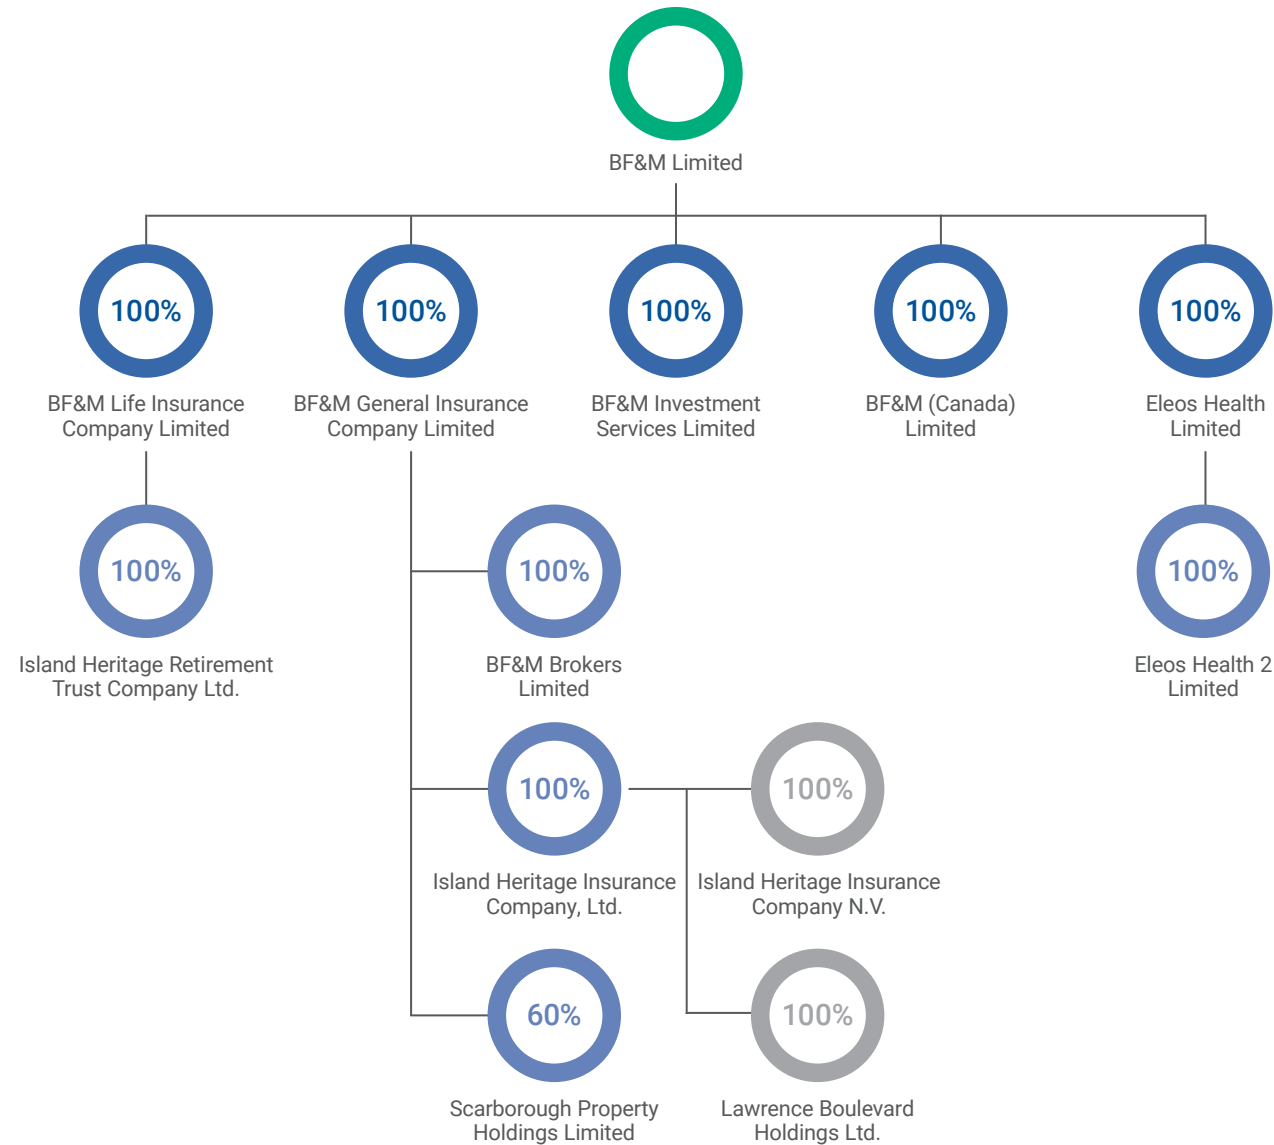 BF&M Limited
100%
100%
100%
100%
100%
BF&M Life Insurance
Company Limited
BF&M General Insurance
Company Limited
BF&M Investment
Services Limited
BF&M (Canada)
Limited
Eleos Health
Limited
100%
100%
100%
Island Heritage Retirement
Trust Company Ltd.
BF&M Brokers
Limited
Eleos Health 2
Limited
100%
100%
Island Heritage Insurance
Company, Ltd.
Island Heritage Insurance
Company N.V.
60%
100%
Scarborough Property
Holdings Limited
Lawrence Boulevard
Holdings Ltd.